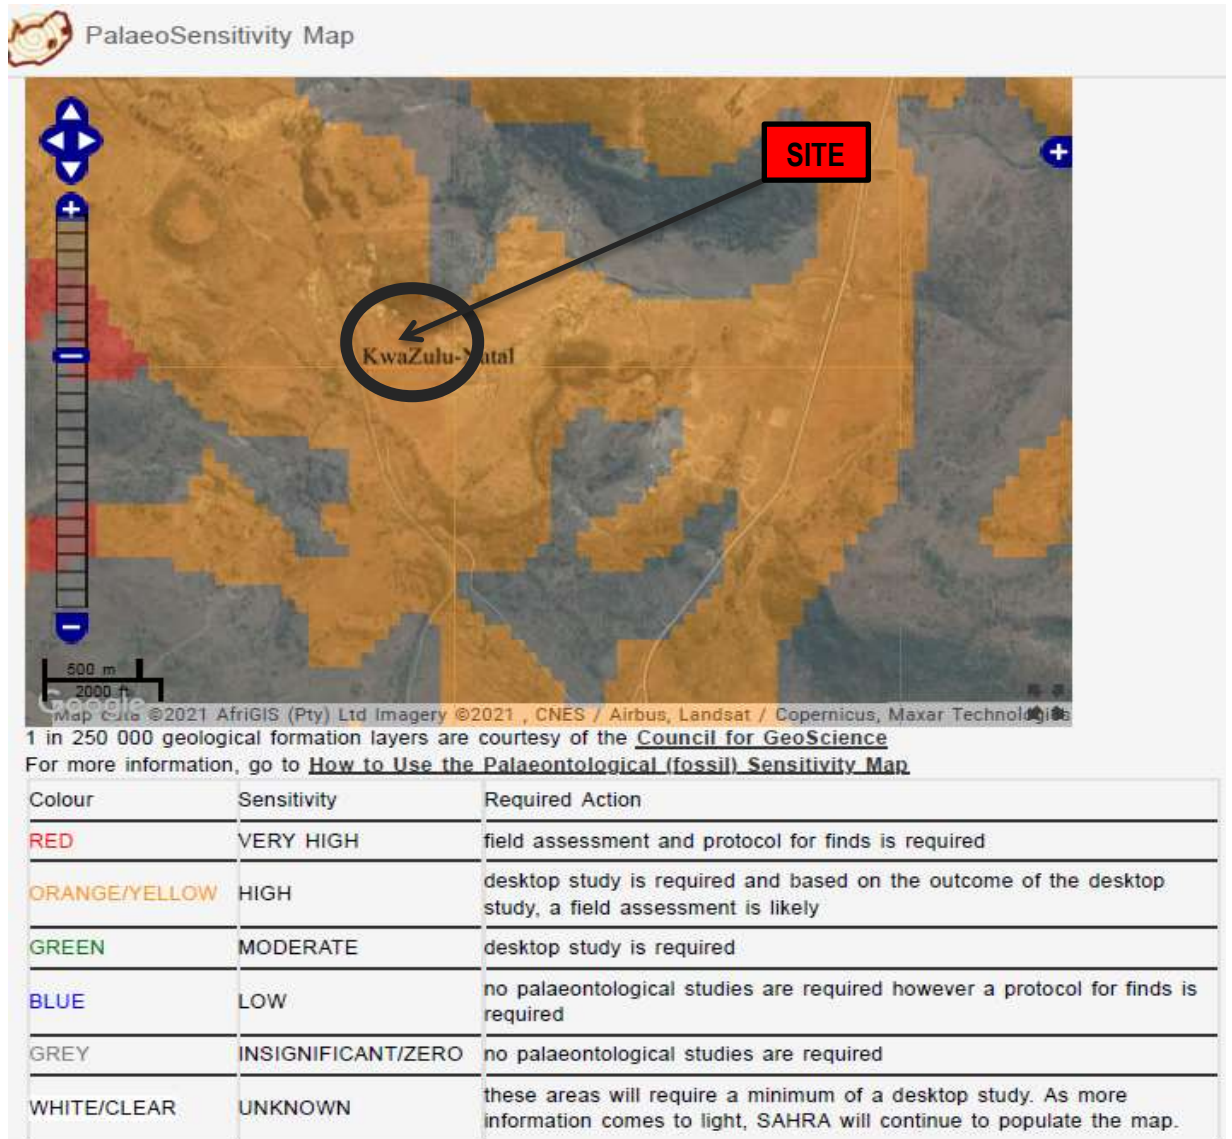 PalaeoSensitivity Map
SITE
KwaZulu-Natal
500 m
2000 ft
Google
Map data ©2021 AfriGIS (Pty) Ltd Imagery ©2021 , CNES / Airbus, Landsat / Copernicus, Maxar Technologies
1 in 250 000 geological formation layers are courtesy of the Council for GeoScience
For more information, go to How to Use the Palaeontological (fossil) Sensitivity Map
Colour Sensitivity Required Action
RED VERY HIGH field assessment and protocol for finds is required
ORANGE/YELLOW HIGH desktop study is required and based on the outcome of the desktop
study, a field assessment is likely
GREEN MODERATE desktop study is required
BLUE LOW no palaeontological studies are required however a protocol for finds is
required
GREY INSIGNIFICANT/ZERO no palaeontological studies are required
WHITE/CLEAR UNKNOWN these areas will require a minimum of a desktop study. As more
information comes to light, SAHRA will continue to populate the map.